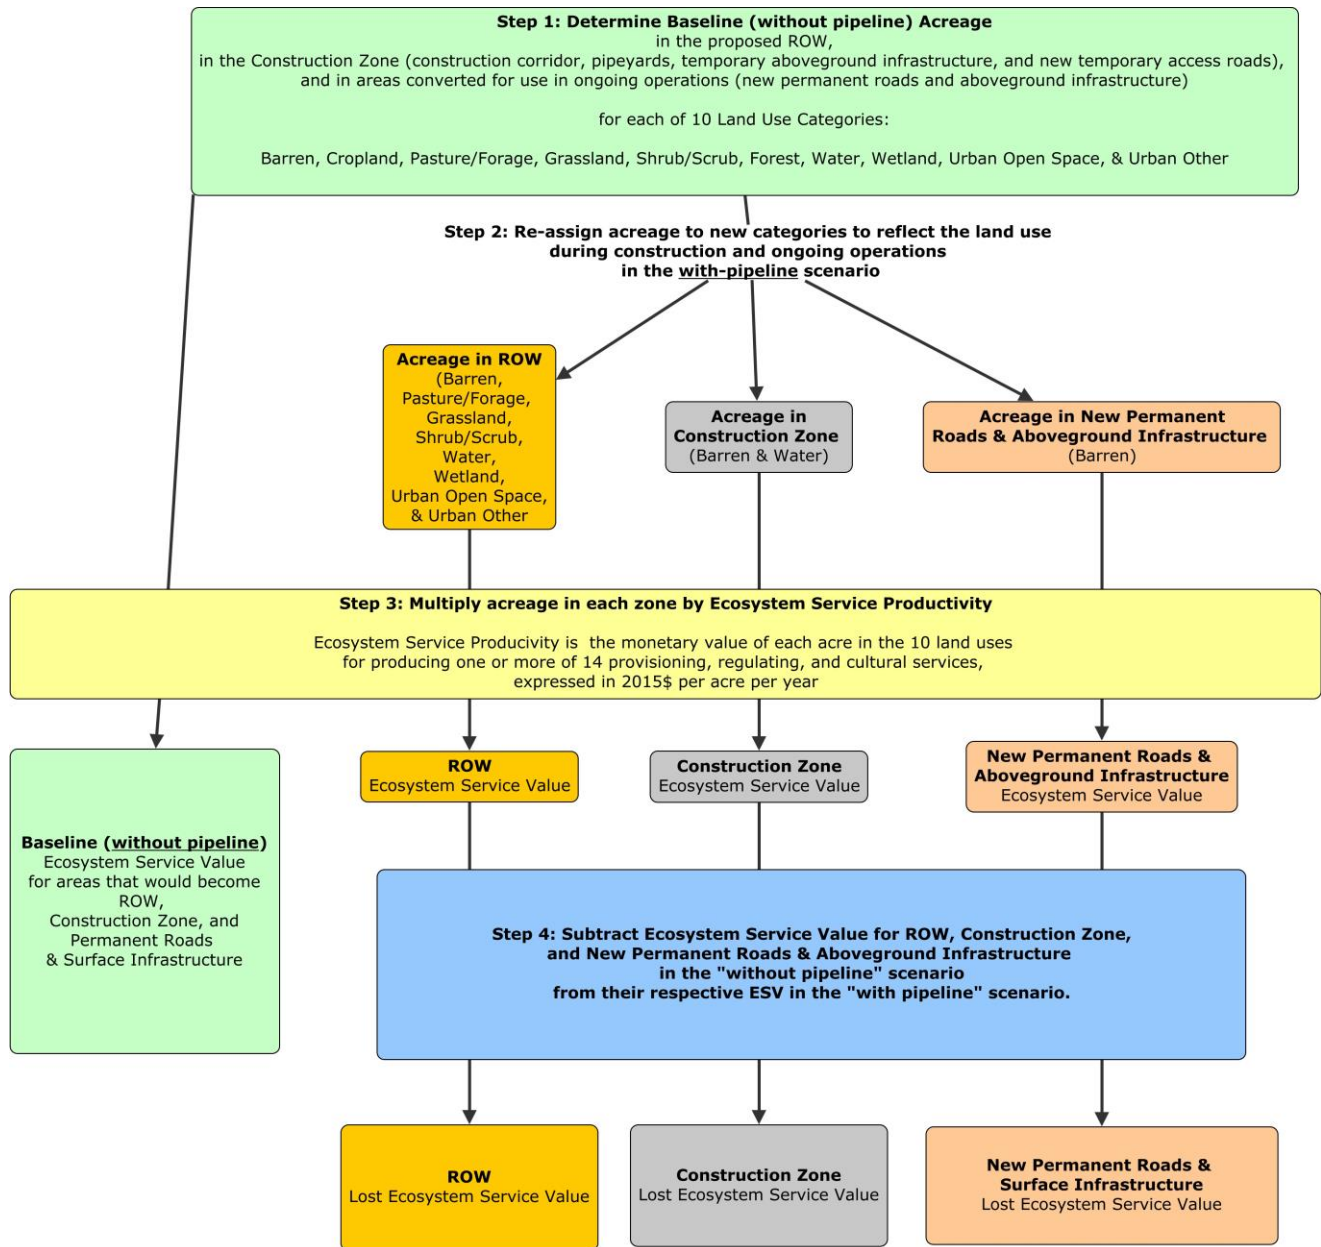 Step 1: Determine Baseline (without pipeline) Acreage
in the proposed ROW,
in the Construction Zone (construction corridor, pipeyards, temporary aboveground infrastructure, and new temporary access roads),
and in areas converted for use in ongoing operations (new permanent roads and aboveground infrastructure)
for each of 10 Land Use Categories:
Barren, Cropland, Pasture/Forage, Grassland, Shrub/Scrub, Forest, Water, Wetland, Urban Open Space, & Urban Other
Step 2: Re-assign acreage to new categories to reflect the land use
during construction and ongoing operations
in the with-pipeline scenario
Acreage in ROW
(Barren,
Pasture/Forage,
Grassland,
Shrub/Scrub,
Water,
Wetland,
Urban Open Space,
& Urban Other
Acreage in
Construction Zone
(Barren & Water)
Acreage in New Permanent
Roads & Aboveground Infrastructure
(Barren)
Step 3: Multiply acreage in each zone by Ecosystem Service Productivity
Ecosystem Service Producivity is  the monetary value of each acre in the 10 land uses
for producing one or more of 14 provisioning, regulating, and cultural services,
expressed in 2015$ per acre per year
Baseline (without pipeline)
Ecosystem Service Value
for areas that would become
ROW,
Construction Zone, and
Permanent Roads
& Surface Infrastructure
ROW
Ecosystem Service Value
Construction Zone
Ecosystem Service Value
New Permanent Roads &
Aboveground Infrastructure
Ecosystem Service Value
Step 4: Subtract Ecosystem Service Value for ROW, Construction Zone,
and New Permanent Roads & Aboveground Infrastructure
in the "without pipeline" scenario
from their respective ESV in the "with pipeline" scenario.
ROW
Lost Ecosystem Service Value
Construction Zone
Lost Ecosystem Service Value
New Permanent Roads &
Surface Infrastructure
Lost Ecosystem Service Value